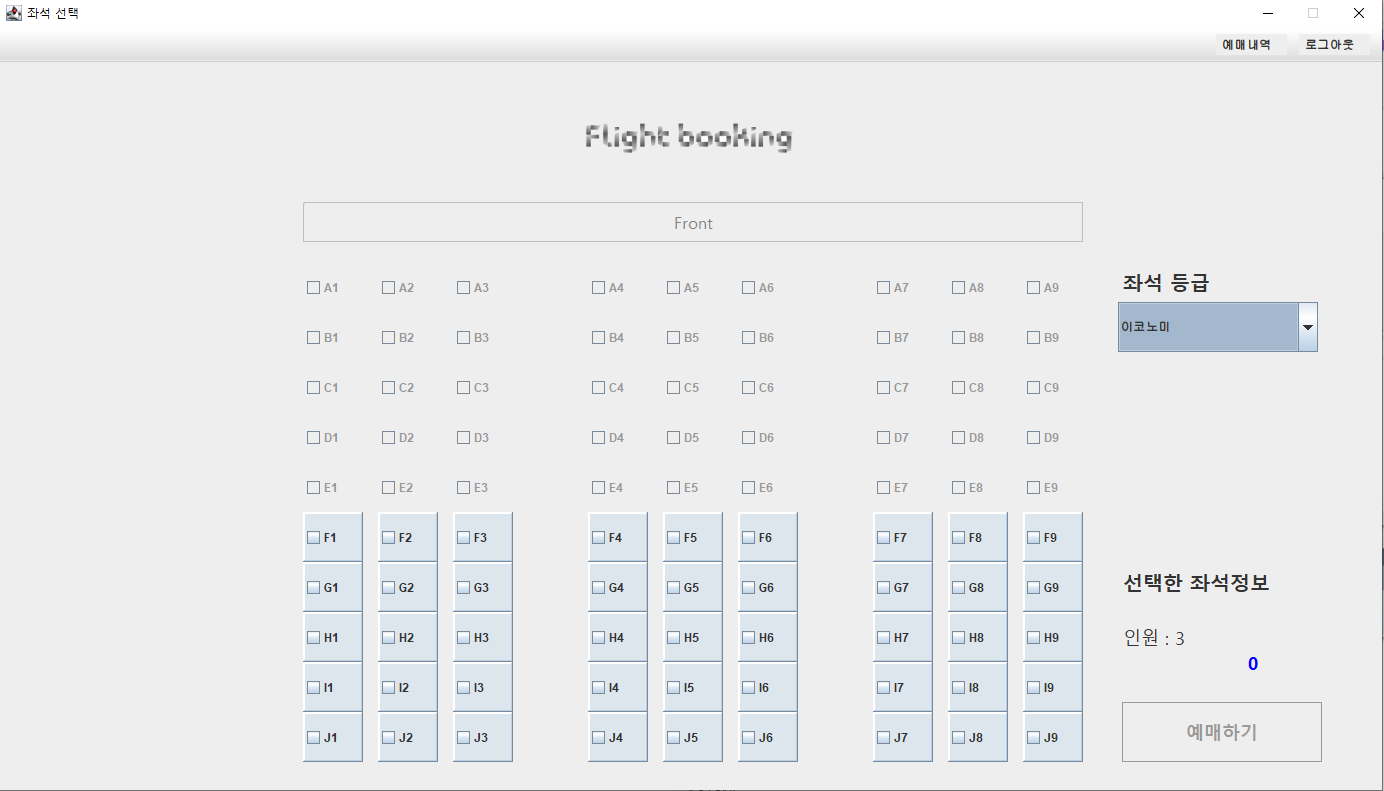 좌석 선택
예매내역 로그아웃
Flight booking
Front
A1 A2 A3 A4 A5 A6 A7 A8 A9
B1 B2 B3 B4 B5 B6 B7 B8 B9
C1 C2 C3 C4 C5 C6 C7 C8 C9
D1 D2 D3 D4 D5 D6 D7 D8 D9
E1 E2 E3 E4 E5 E6 E7 E8 E9
F1 F2 F3 F4 F5 F6 F7 F8 F9
G1 G2 G3 G4 G5 G6 G7 G8 G9
H1 H2 H3 H4 H5 H6 H7 H8 H9
I1 I2 I3 I4 I5 I6 I7 I8 I9
J1 J2 J3 J4 J5 J6 J7 J8 J9
좌석 등급
이코노미
선택한 좌석정보
인원 : 3
0
예매하기